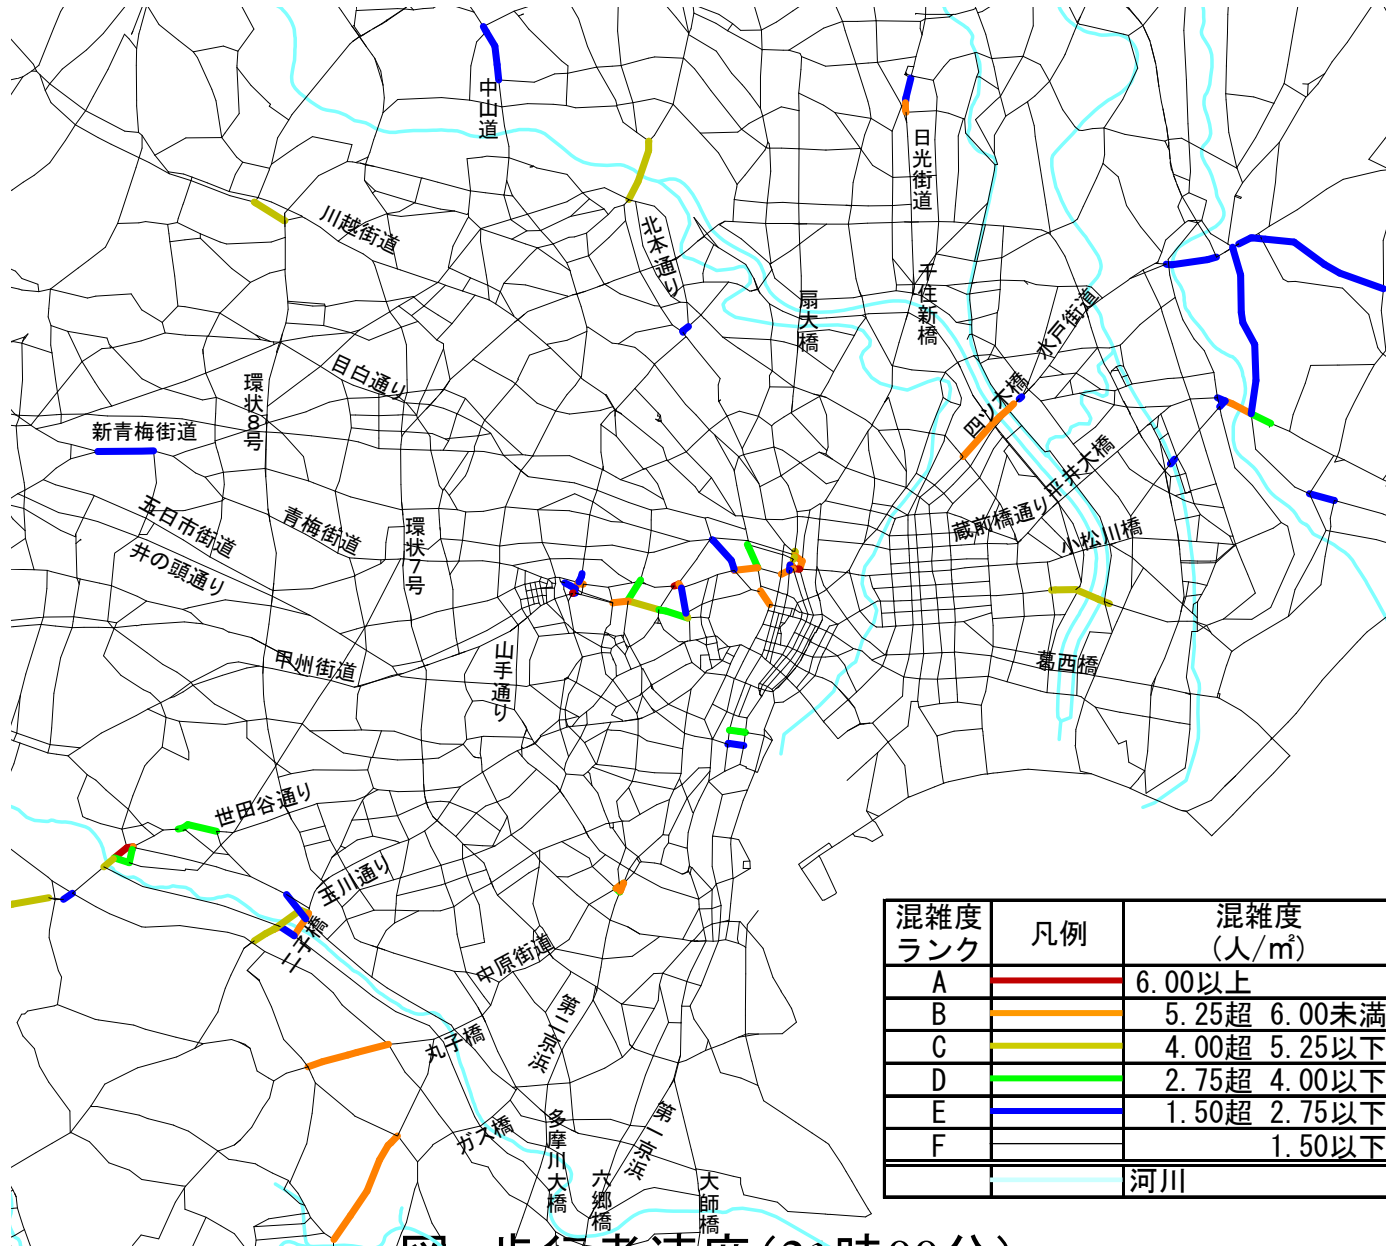 中山道
日光街道
川越街道
北本通り
千住新橋
扇大橋
水戸街道
目白通り
環状8号
四ツ木橋
新青梅街道
平井大橋
五日市街道
青梅街道
環状7号
蔵前橋通り
小松川橋
井の頭通り
山手通り
甲州街道
葛西橋
世田谷通り
玉川通り
二子橋
中原街道
第二京浜
丸子橋
ガス橋
多摩川大橋
第一京浜
六郷橋
大師橋
混雑度ランク 凡例 混雑度(人/㎡)
A 6.00以上
B 5.25超 6.00未満
C 4.00超 5.25以下
D 2.75超 4.00以下
E 1.50超 2.75以下
F 1.50以下
河川